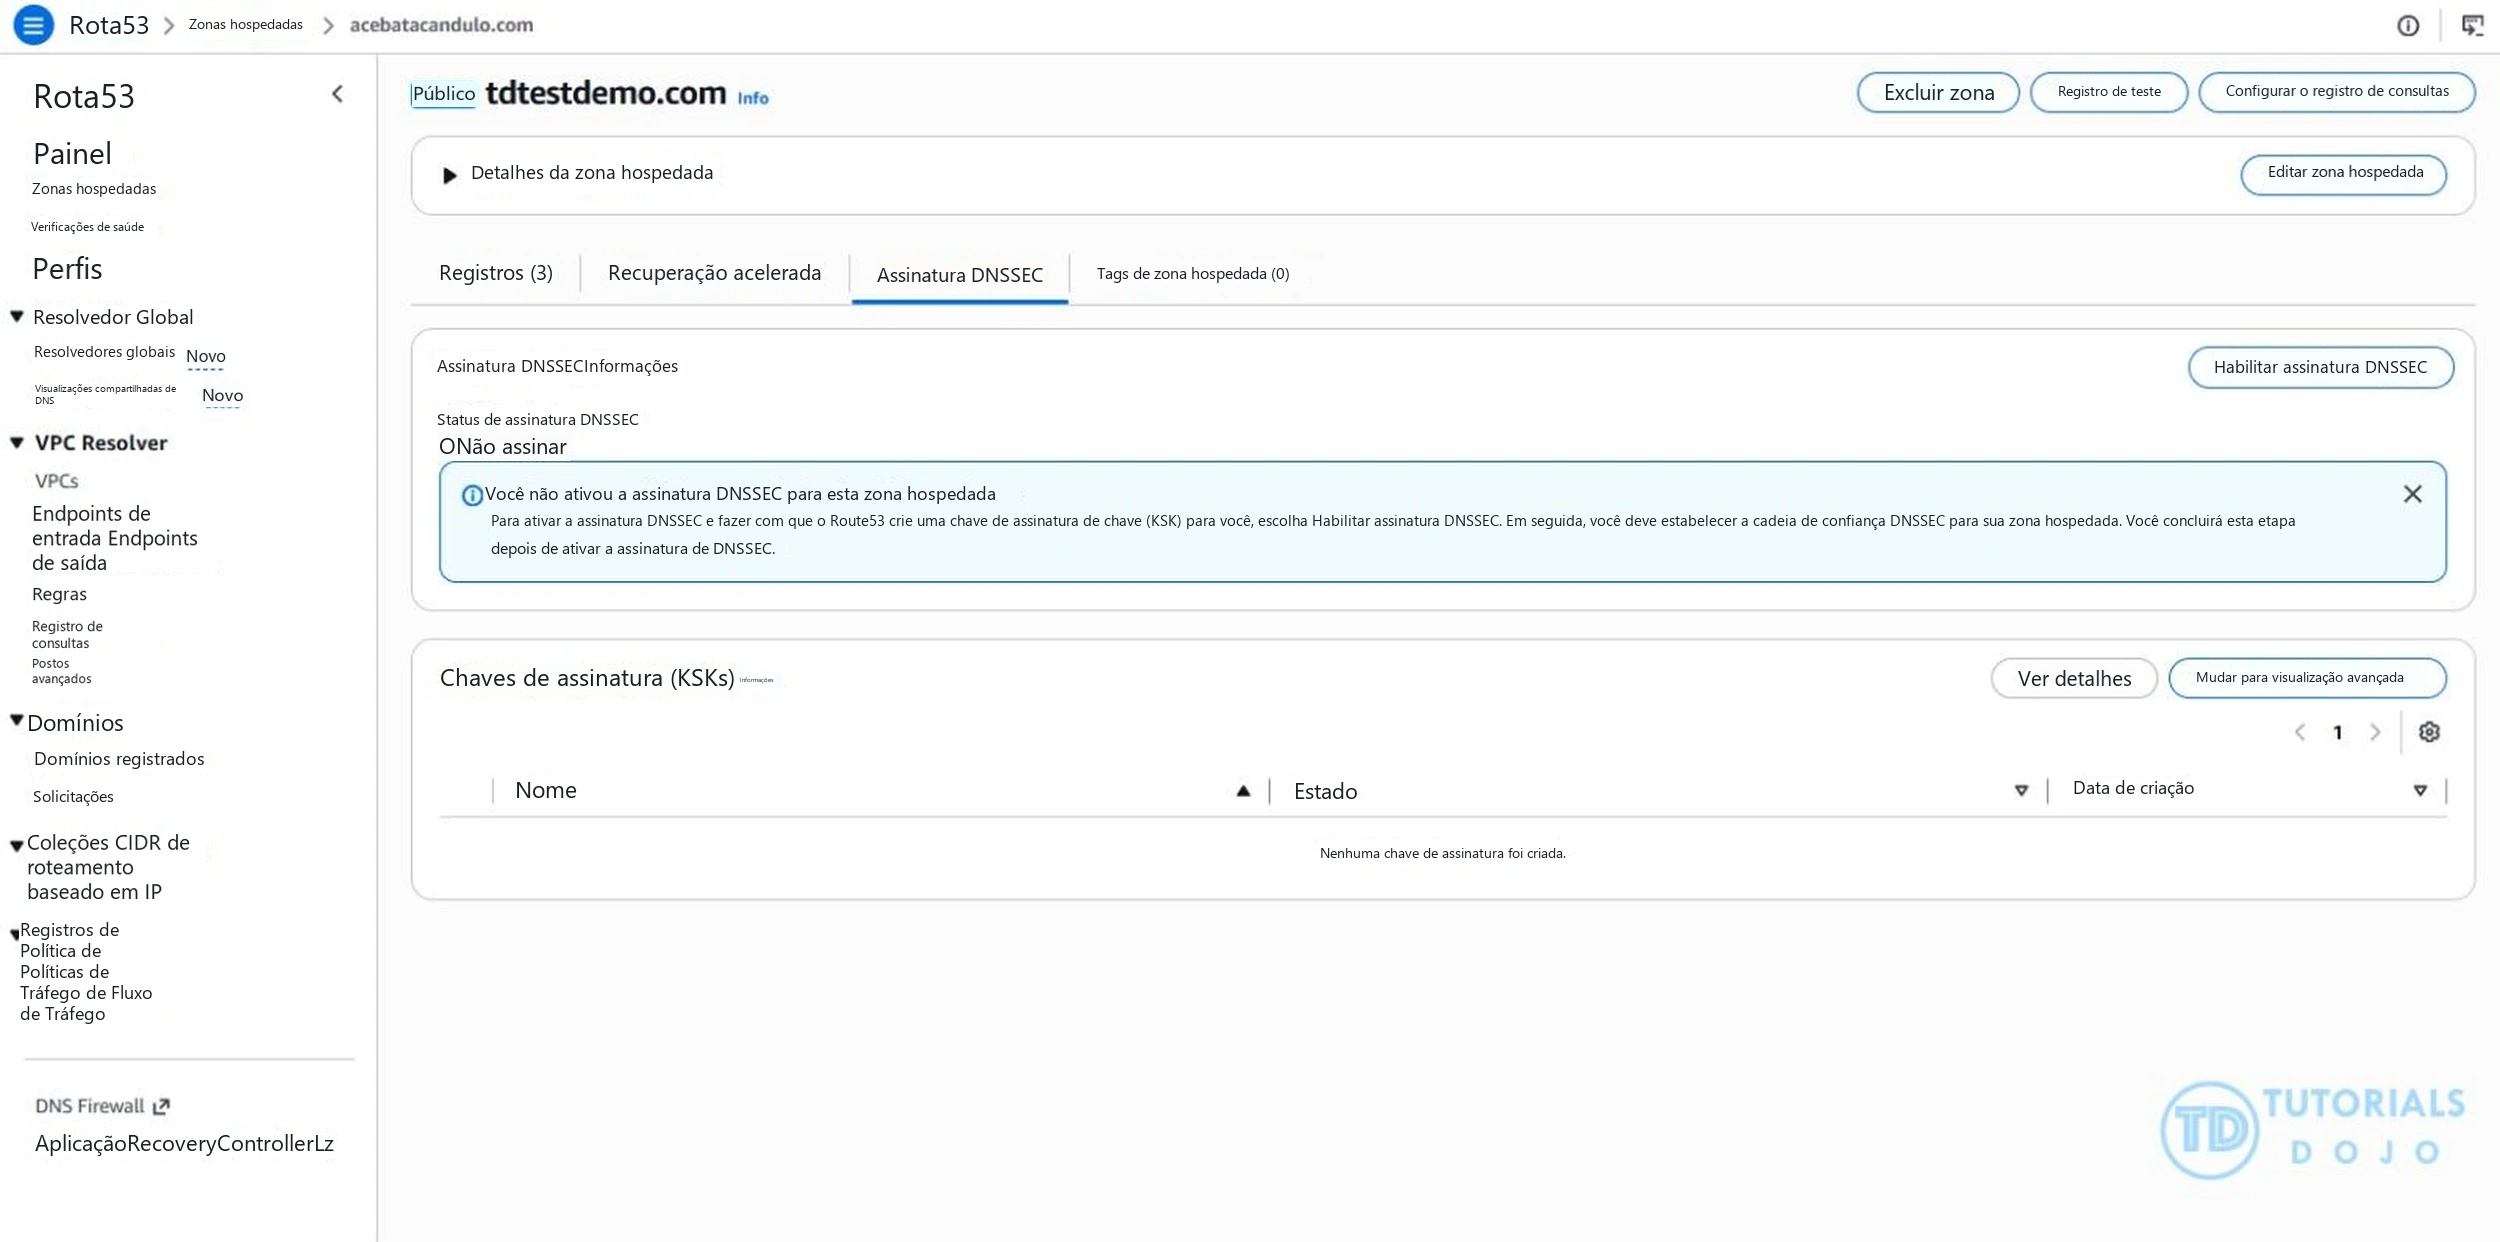 Rota53
Zonas hospedadas
acebatacandulo.com
Rota53
Painel
Zonas hospedadas
Verificações de saúde
Perfis
Resolvedor Global
Resolvedores globais Novo
Visualizações compartilhadas de
DNS
Novo
VPC Resolver
VPCs
Endpoints de
entrada Endpoints
de saída
Regras
Registro de
consultas
Postos
avançados
Domínios
Domínios registrados
Solicitações
Coleções CIDR de
roteamento
baseado em IP
Registros de
Política de
Políticas de
Tráfego de Fluxo
de Tráfego
DNS Firewall
AplicaçãoRecoveryControllerLz
Público tdtestdemo.com Info
Excluir zona
Registro de teste
Configurar o registro de consultas
Detalhes da zona hospedada
Editar zona hospedada
Registros (3)
Recuperação acelerada
Assinatura DNSSEC
Tags de zona hospedada (0)
Assinatura DNSSECInformações
Habilitar assinatura DNSSEC
Status de assinatura DNSSEC
ONão assinar
Você não ativou a assinatura DNSSEC para esta zona hospedada
Para ativar a assinatura DNSSEC e fazer com que o Route53 crie uma chave de assinatura de chave (KSK) para você, escolha Habilitar assinatura DNSSEC. Em seguida, você deve estabelecer a cadeia de confiança DNSSEC para sua zona hospedada. Você concluirá esta etapa
depois de ativar a assinatura de DNSSEC.
Chaves de assinatura (KSKs) Informações
Ver detalhes
Mudar para visualização avançada
1
Nome
Estado
Data de criação
Nenhuma chave de assinatura foi criada.
TD
TUTORIALS
DOJO